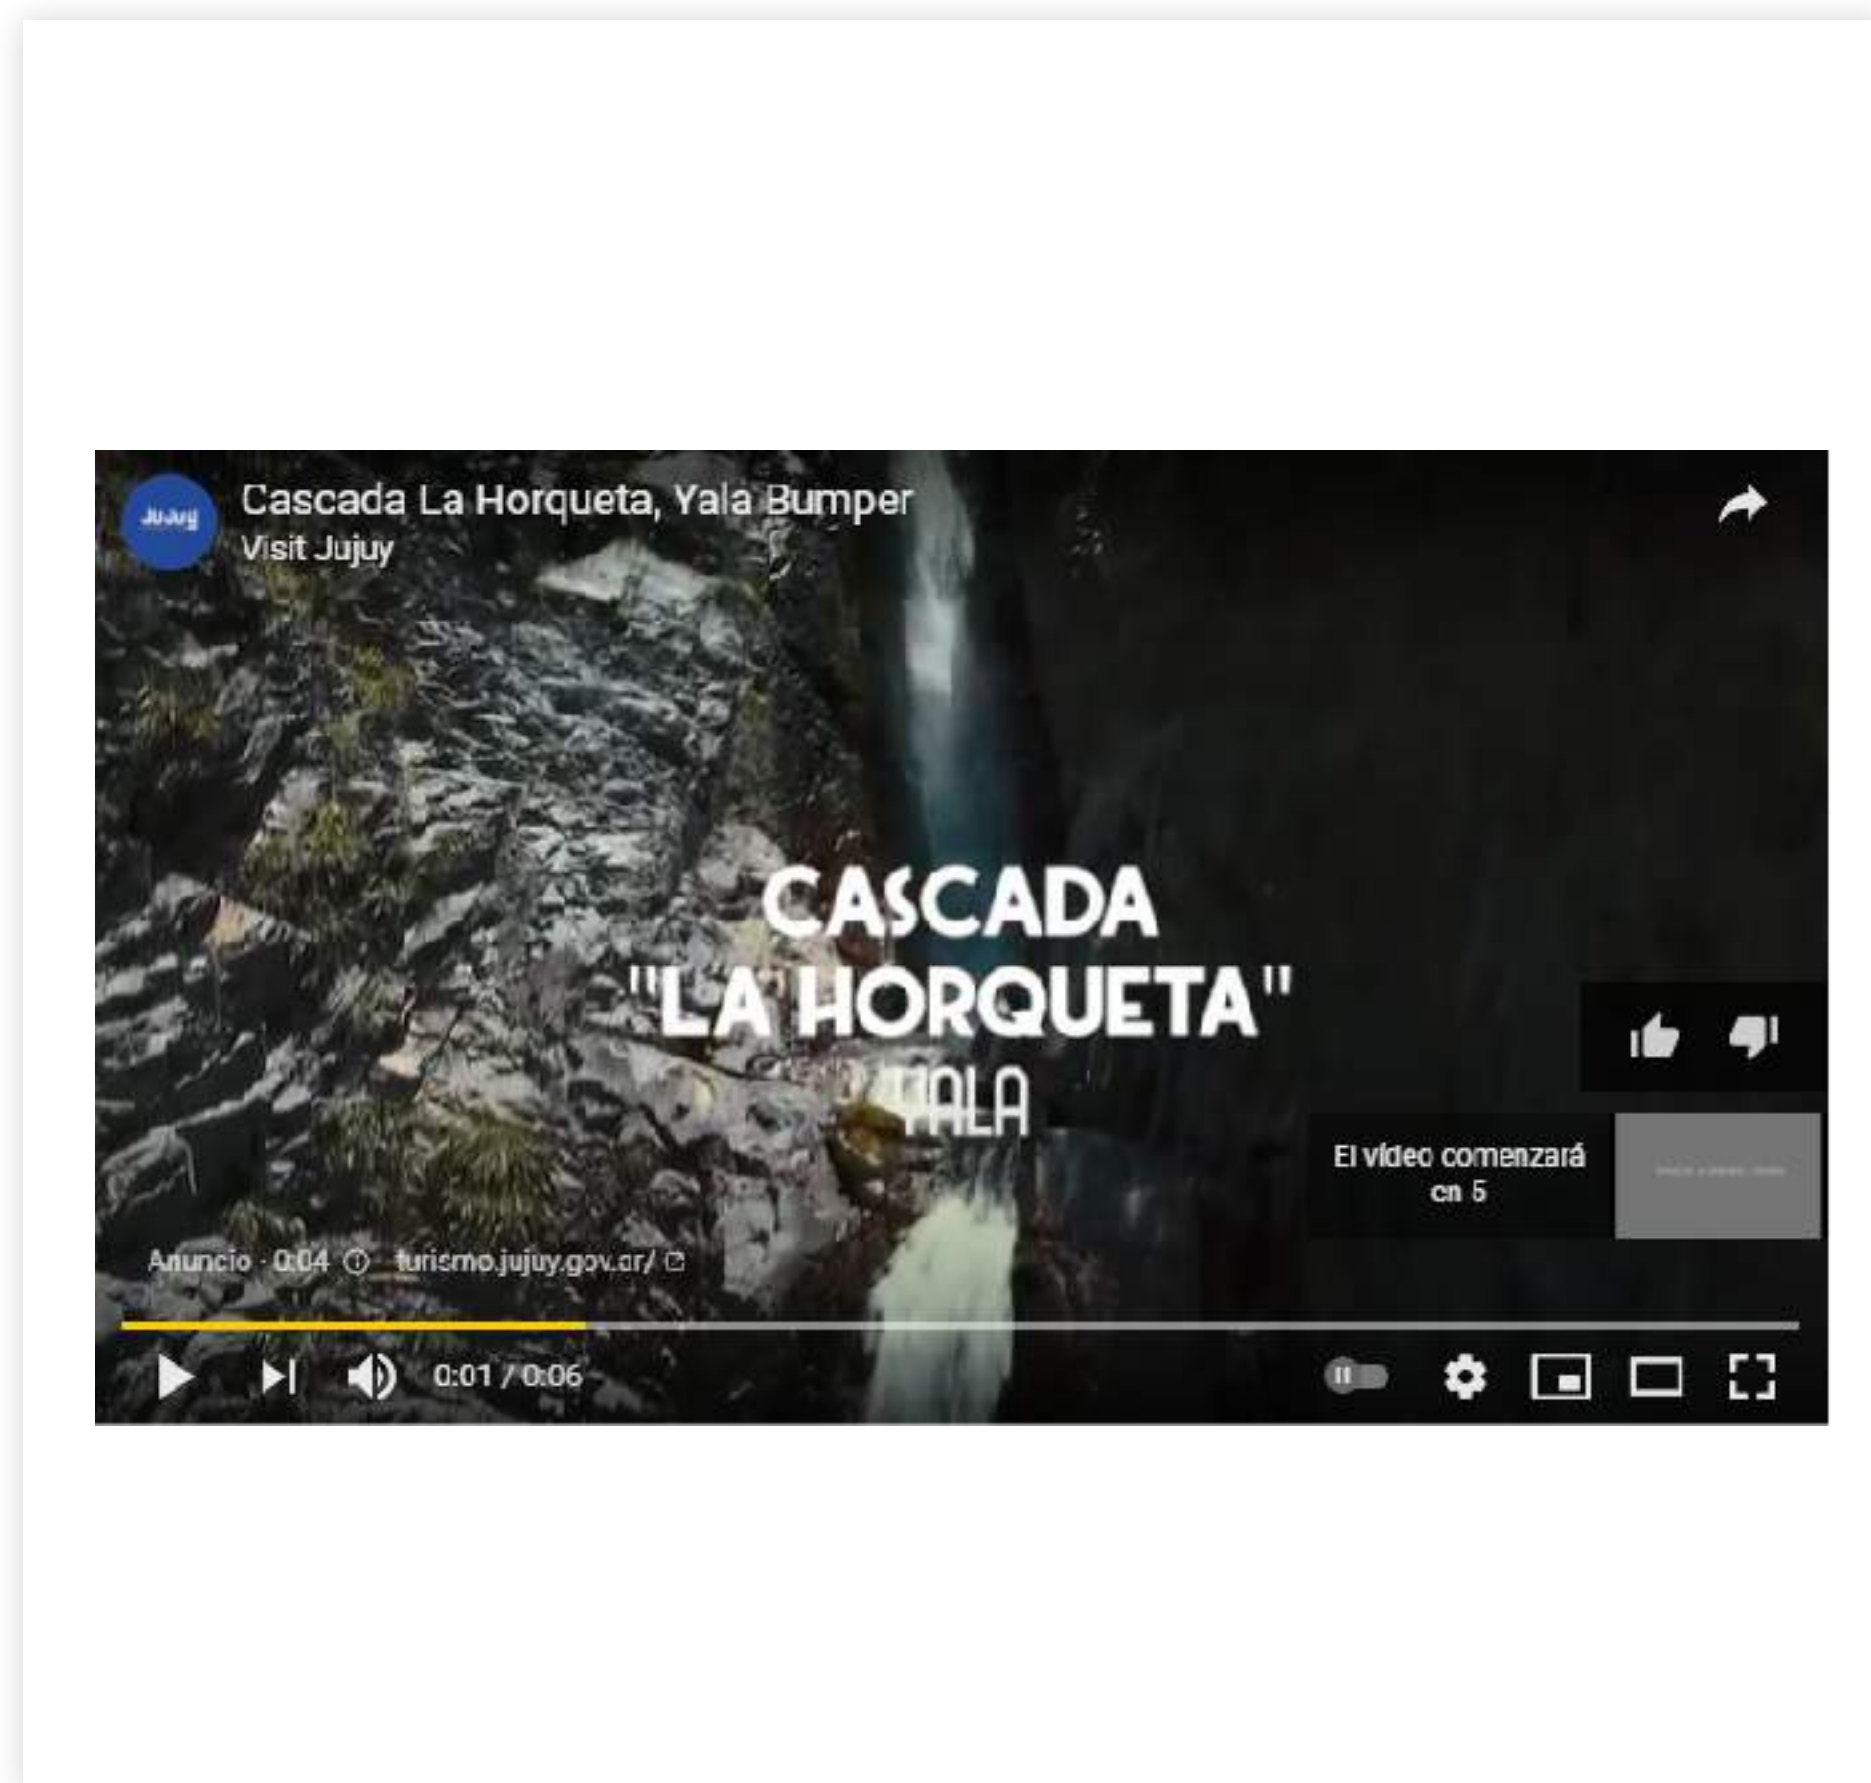 JuJuy
Cascada La Horqueta, Yala Bumper
Visit Jujuy
CASCADA
"LA HORQUETA"
YALA
El vídeo comenzará
en 5
Anuncio · 0:04 turismo.jujuy.gov.ar/
0:01 / 0:06